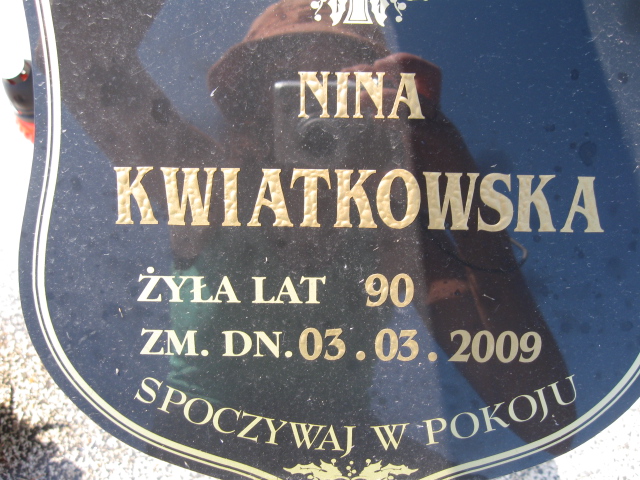 NINA
KWIATKOWSKA
ŻYŁA LAT 90
ZM. DN. 03.03.2009
SPOCZYWAJ W POKOJU